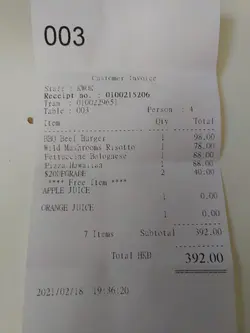 003
Customer Invoice
Staff : KWOK
Receipt no. : 0100215206
Tran : 0100229651
Table : 003 Person : 4
Item Qty Total
BBQ Beef Burger 1 98.00
Wild Mushrooms Risotto 1 78.00
Fettuccine Bolognese 1 88.00
Pizza Hawaiian 1 88.00
$20UPGRADE 2 40.00
**** Free Item ****
APPLE JUICE
1 0.00
ORANGE JUICE
1 0.00
7 Items Subtotal 392.00
Total HKD 392.00
2021/02/18 19:36:20